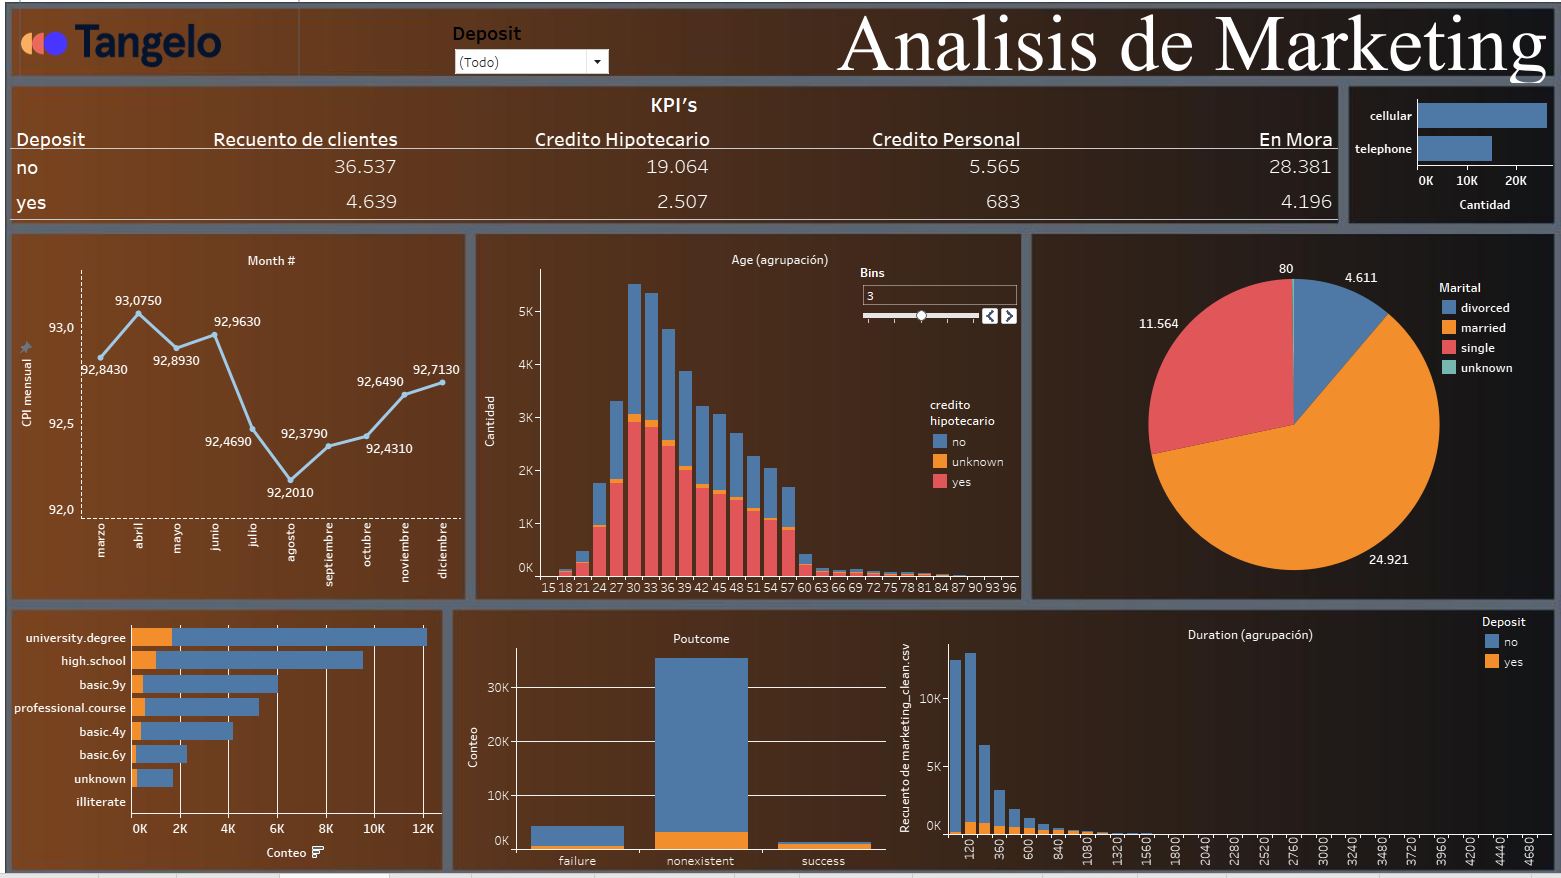 Tangelo
Deposit
(Todo)
Analisis de Marketing
KPI's
Deposit Recuento de clientes Credito Hipotecario Credito Personal En Mora
no 36.537 19.064 5.565 28.381
yes 4.639 2.507 683 4.196
cellular
telephone
0K 10K 20K
Cantidad
Month #
CPI mensual
93,0
92,5
92,0
92,8430
93,0750
92,8930
92,9630
92,4690
92,2010
92,3790
92,4310
92,6490
92,7130
marzo
abril
mayo
junio
julio
agosto
septiembre
octubre
noviembre
diciembre
Age (agrupación)
Bins
3
Cantidad
5K
4K
3K
2K
1K
0K
15 18 21 24 27 30 33 36 39 42 45 48 51 54 57 60 63 66 69 72 75 78 81 84 87 90 93 96
credito
hipotecario
no
unknown
yes
80
4.611
11.564
24.921
Marital
divorced
married
single
unknown
university.degree
high.school
basic.9y
professional.course
basic.4y
basic.6y
unknown
illiterate
0K 2K 4K 6K 8K 10K 12K
Conteo
Poutcome
Conteo
30K
20K
10K
0K
failure nonexistent success
Duration (agrupación)
Recuento de marketing_clean.csv
10K
5K
0K
120
360
600
840
1080
1320
1560
1800
2040
2280
2520
2760
3000
3240
3480
3720
3960
4200
4440
4680
Deposit
no
yes